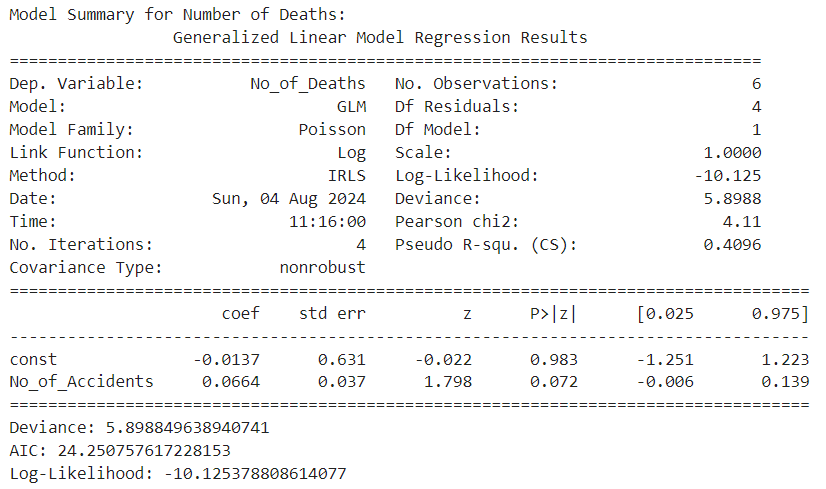 Model Summary for Number of Deaths:
                 Generalized Linear Model Regression Results
==============================================================================
Dep. Variable:           No_of_Deaths   No. Observations:                    6
Model:                            GLM   Df Residuals:                        4
Model Family:                 Poisson   Df Model:                            1
Link Function:                    Log   Scale:                          1.0000
Method:                          IRLS   Log-Likelihood:                -10.125
Date:                Sun, 04 Aug 2024   Deviance:                       5.8988
Time:                        11:16:00   Pearson chi2:                     4.11
No. Iterations:                     4   Pseudo R-squ. (CS):             0.4096
Covariance Type:            nonrobust
===================================================================================
                      coef    std err          z      P>|z|      [0.025      0.975]
-----------------------------------------------------------------------------------
const              -0.0137      0.631     -0.022      0.983      -1.251       1.223
No_of_Accidents     0.0664      0.037      1.798      0.072      -0.006       0.139
===================================================================================
Deviance: 5.898849638940741
AIC: 24.250757617228153
Log-Likelihood: -10.125378808614077